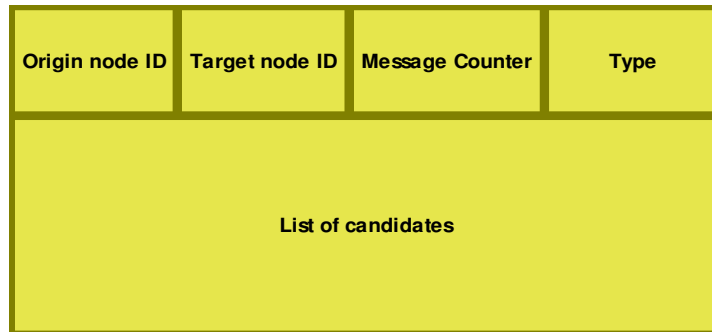 Origin node ID Target node ID Message Counter Type
List of candidates